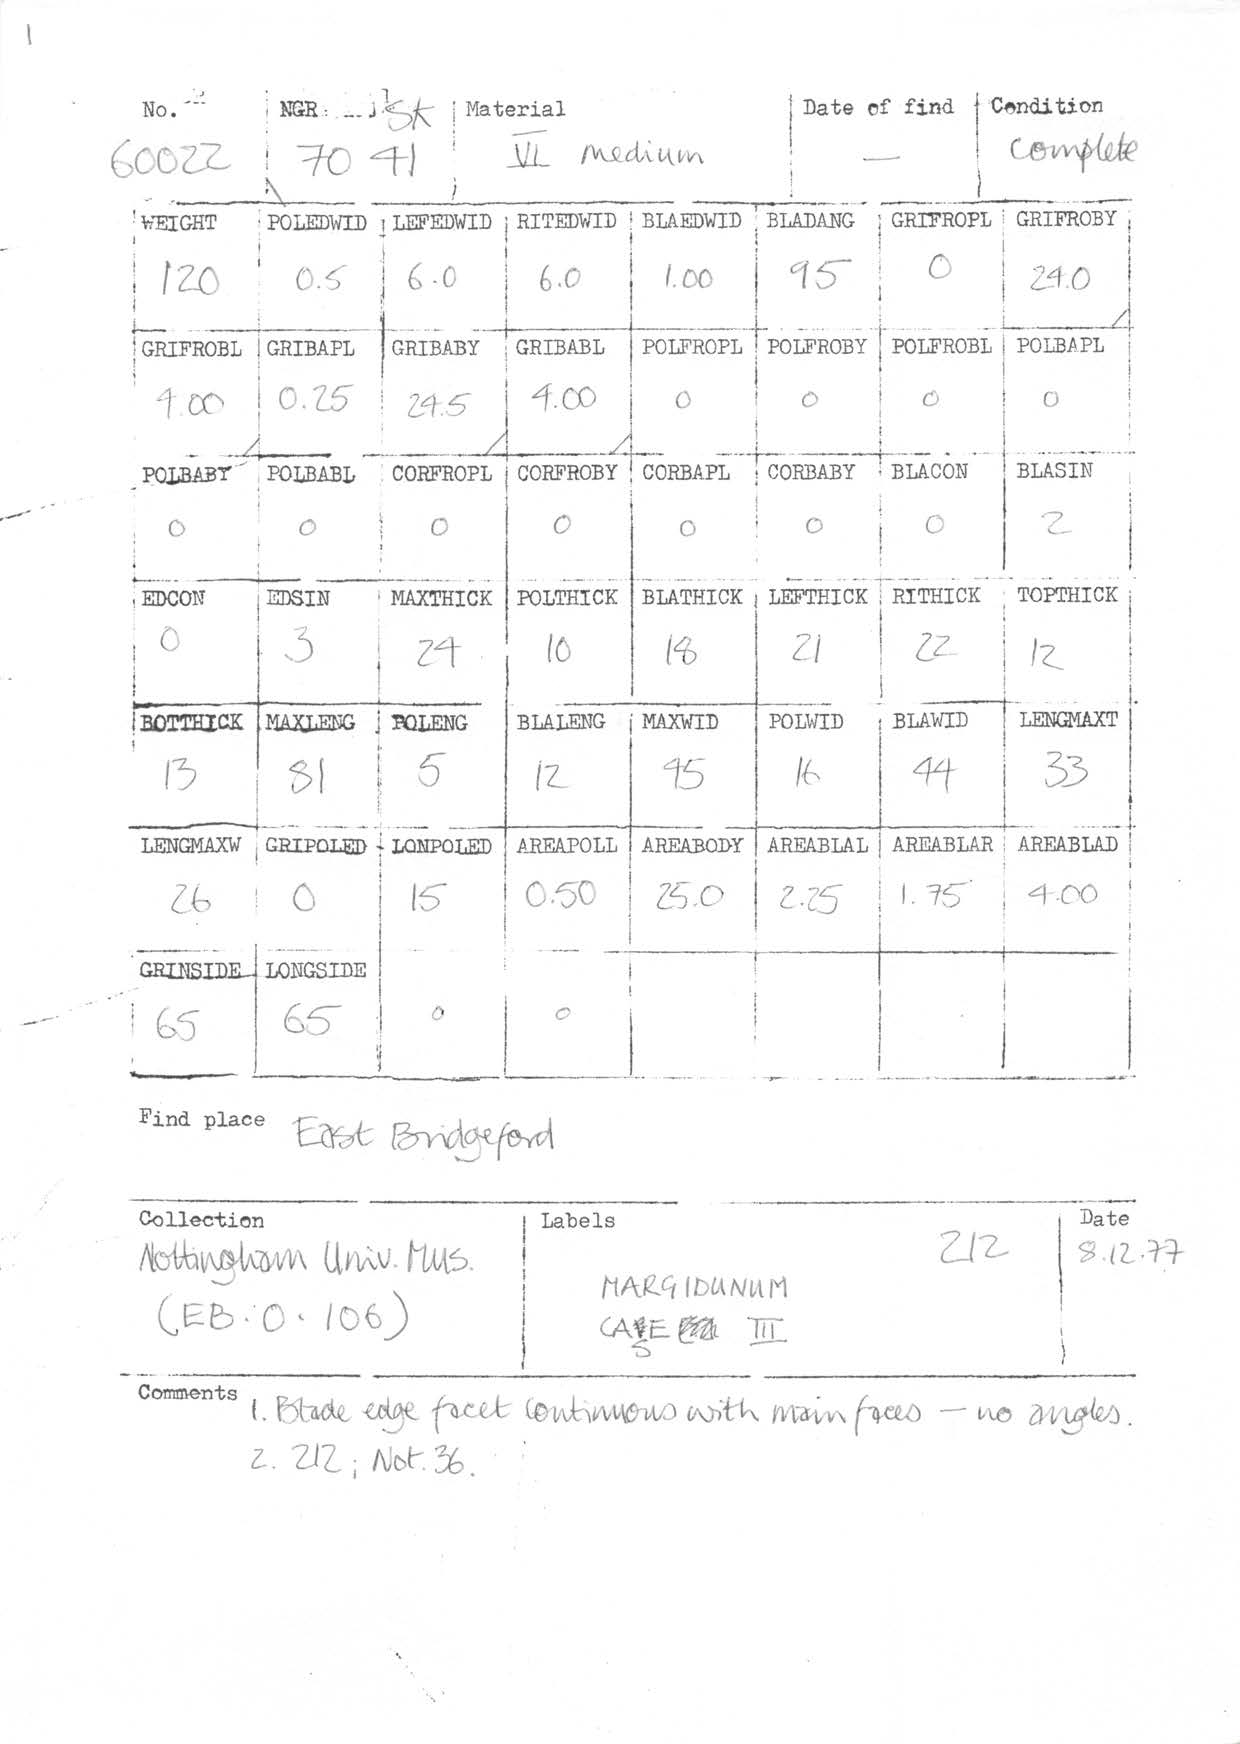 1
No. NGR SK Material Date of find Condition
60022 70 41 VI medium — Complete
WEIGHT POLEDWID LEFEDWID RITEDWID BLAEDWID BLADANG GRIFROPL GRIFROBY
120 0.5 6.0 6.0 1.00 95 0 24.0
GRIFROBL GRIBAPL GRIBABY GRIBABL POLFROPL POLFROBY POLFROBL POLBAPL
4.00 0.25 24.5 4.00 0 0 0 0
POLBABY POLBABL CORFROPL CORFROBY CORBAPL CORBABY BLACON BLASIN
0 0 0 0 0 0 0 2
EDCON EDSIN MAXTHICK POLTHICK BLATHICK LEFTHICK RITHICK TOPTHICK
0 3 24 10 18 21 22 12
BOTTHICK MAXLENG POLENG BLALENG MAXWID POLWID BLAWID LENGMAXT
13 81 5 12 45 16 44 33
LENGMAXW GRIPOLED LONPOLED AREAPOLL AREABODY AREABLAL AREABLAR AREABLAD
26 0 15 0.50 25.0 2.25 1.75 4.00
GRINSIDE LONGSIDE
65 65 0 0
Find place East Bridgeford
Collection Labels Date
Nottingham Univ. Mus. 212 8.12.77
(EB.O.106) MARGIDUNUM
CASE III
Comments 1. Blade edge facet continuous with main faces — no angles.
2. 212; Not. 36.